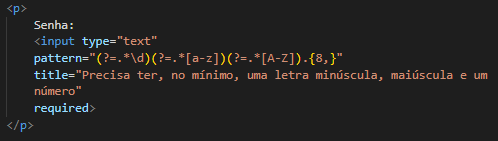 <p>
Senha:
<input type="text"
pattern="(?=.*\d)(?=.*[a-z])(?=.*[A-Z]).{8,}"
title="Precisa ter, no mínimo, uma letra minúscula, maiúscula e um
número"
required>
</p>